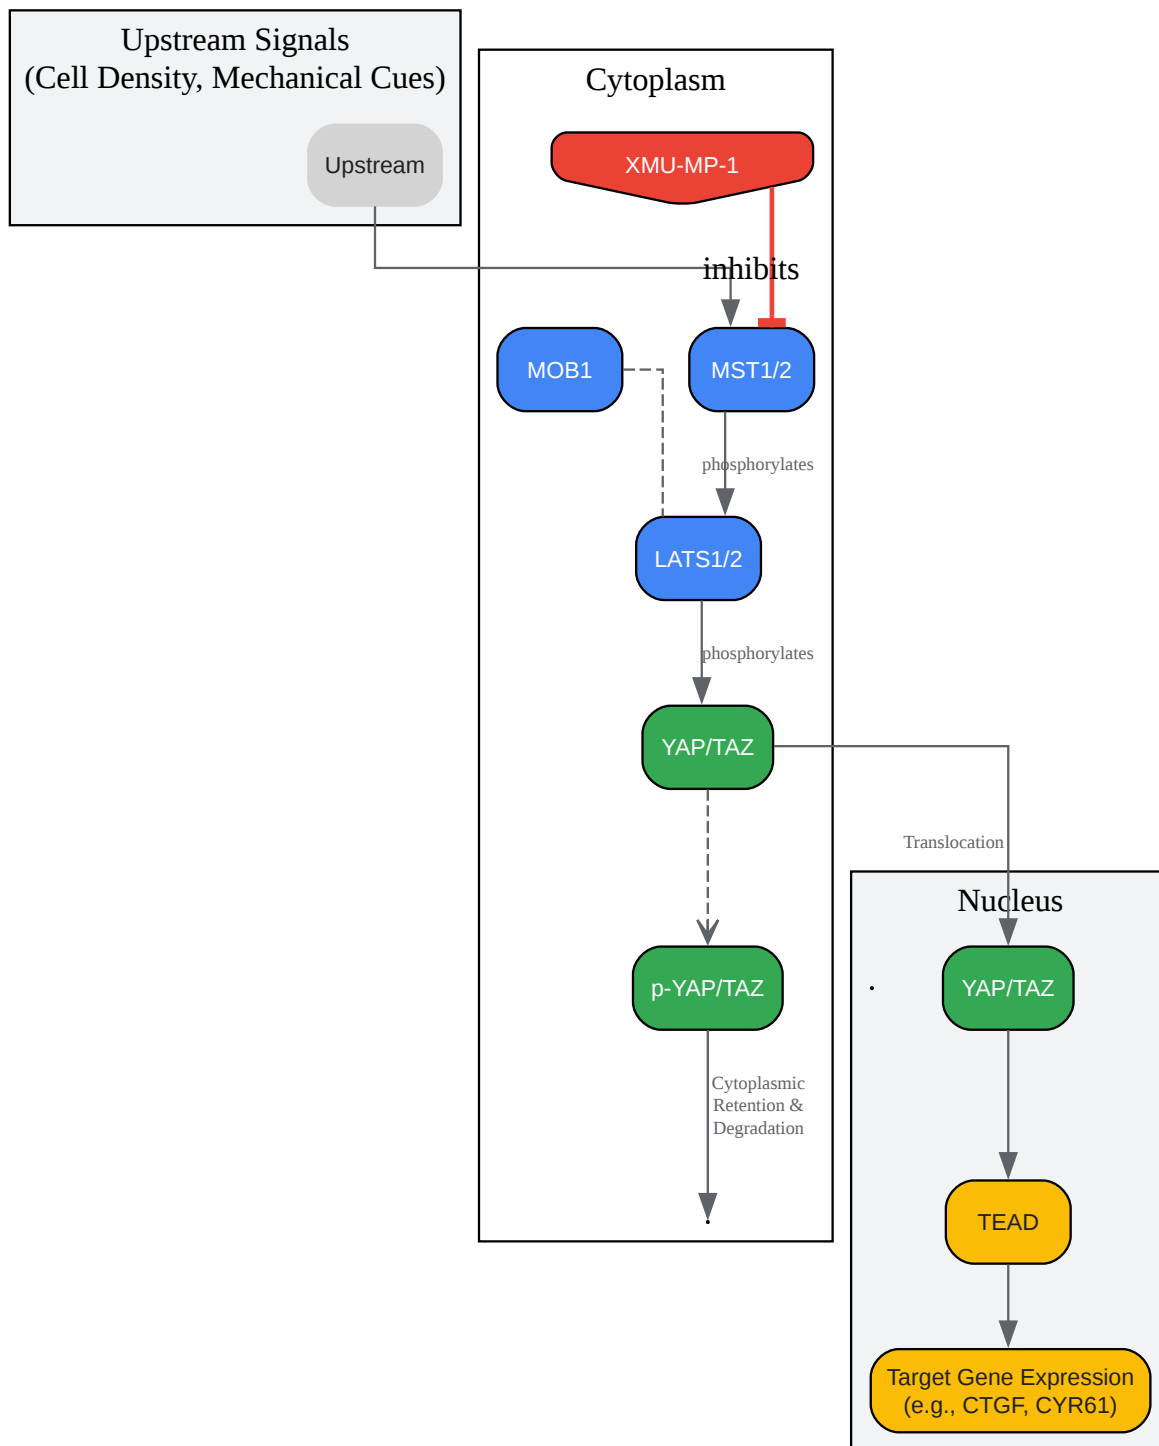 Upstream Signals
(Cell Density, Mechanical Cues)
Upstream
Cytoplasm
XMU-MP-1
inhibits
MOB1
MST1/2
phosphorylates
LATS1/2
phosphorylates
YAP/TAZ
Translocation
Nucleus
p-YAP/TAZ
YAP/TAZ
Cytoplasmic
Retention &
Degradation
TEAD
Target Gene Expression
(e.g., CTGF, CYR61)